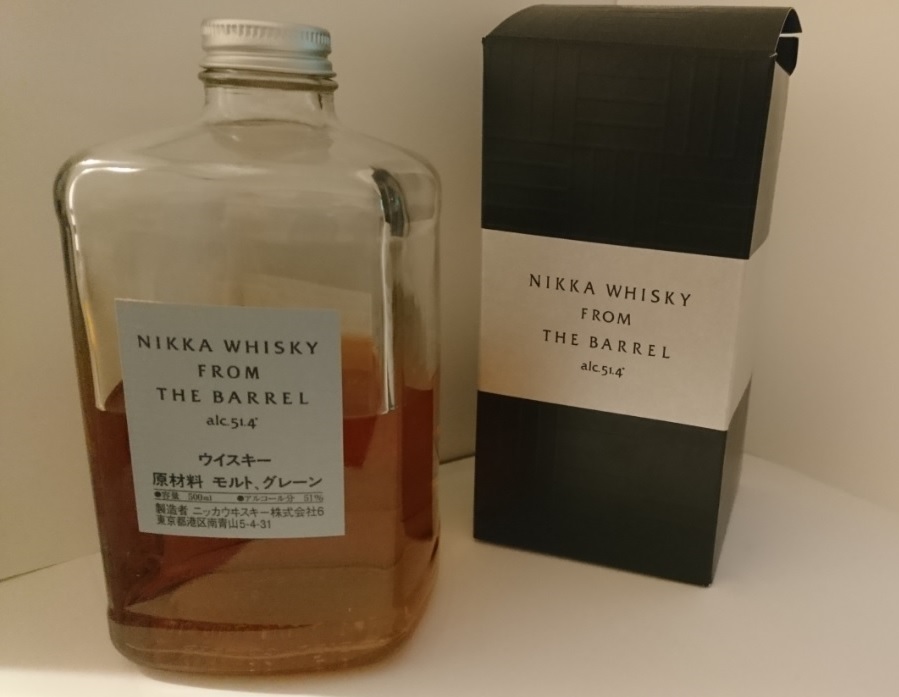 NIKKA WHISKY
FROM
THE BARREL
alc.51.4°
ウイスキー
原材料 モルト、グレーン
●容量 500ml ●アルコール分 51%
製造者 ニッカウヰスキー株式会社6
東京都港区南青山5-4-31
NIKKA WHISKY
FROM
THE BARREL
alc.51.4°